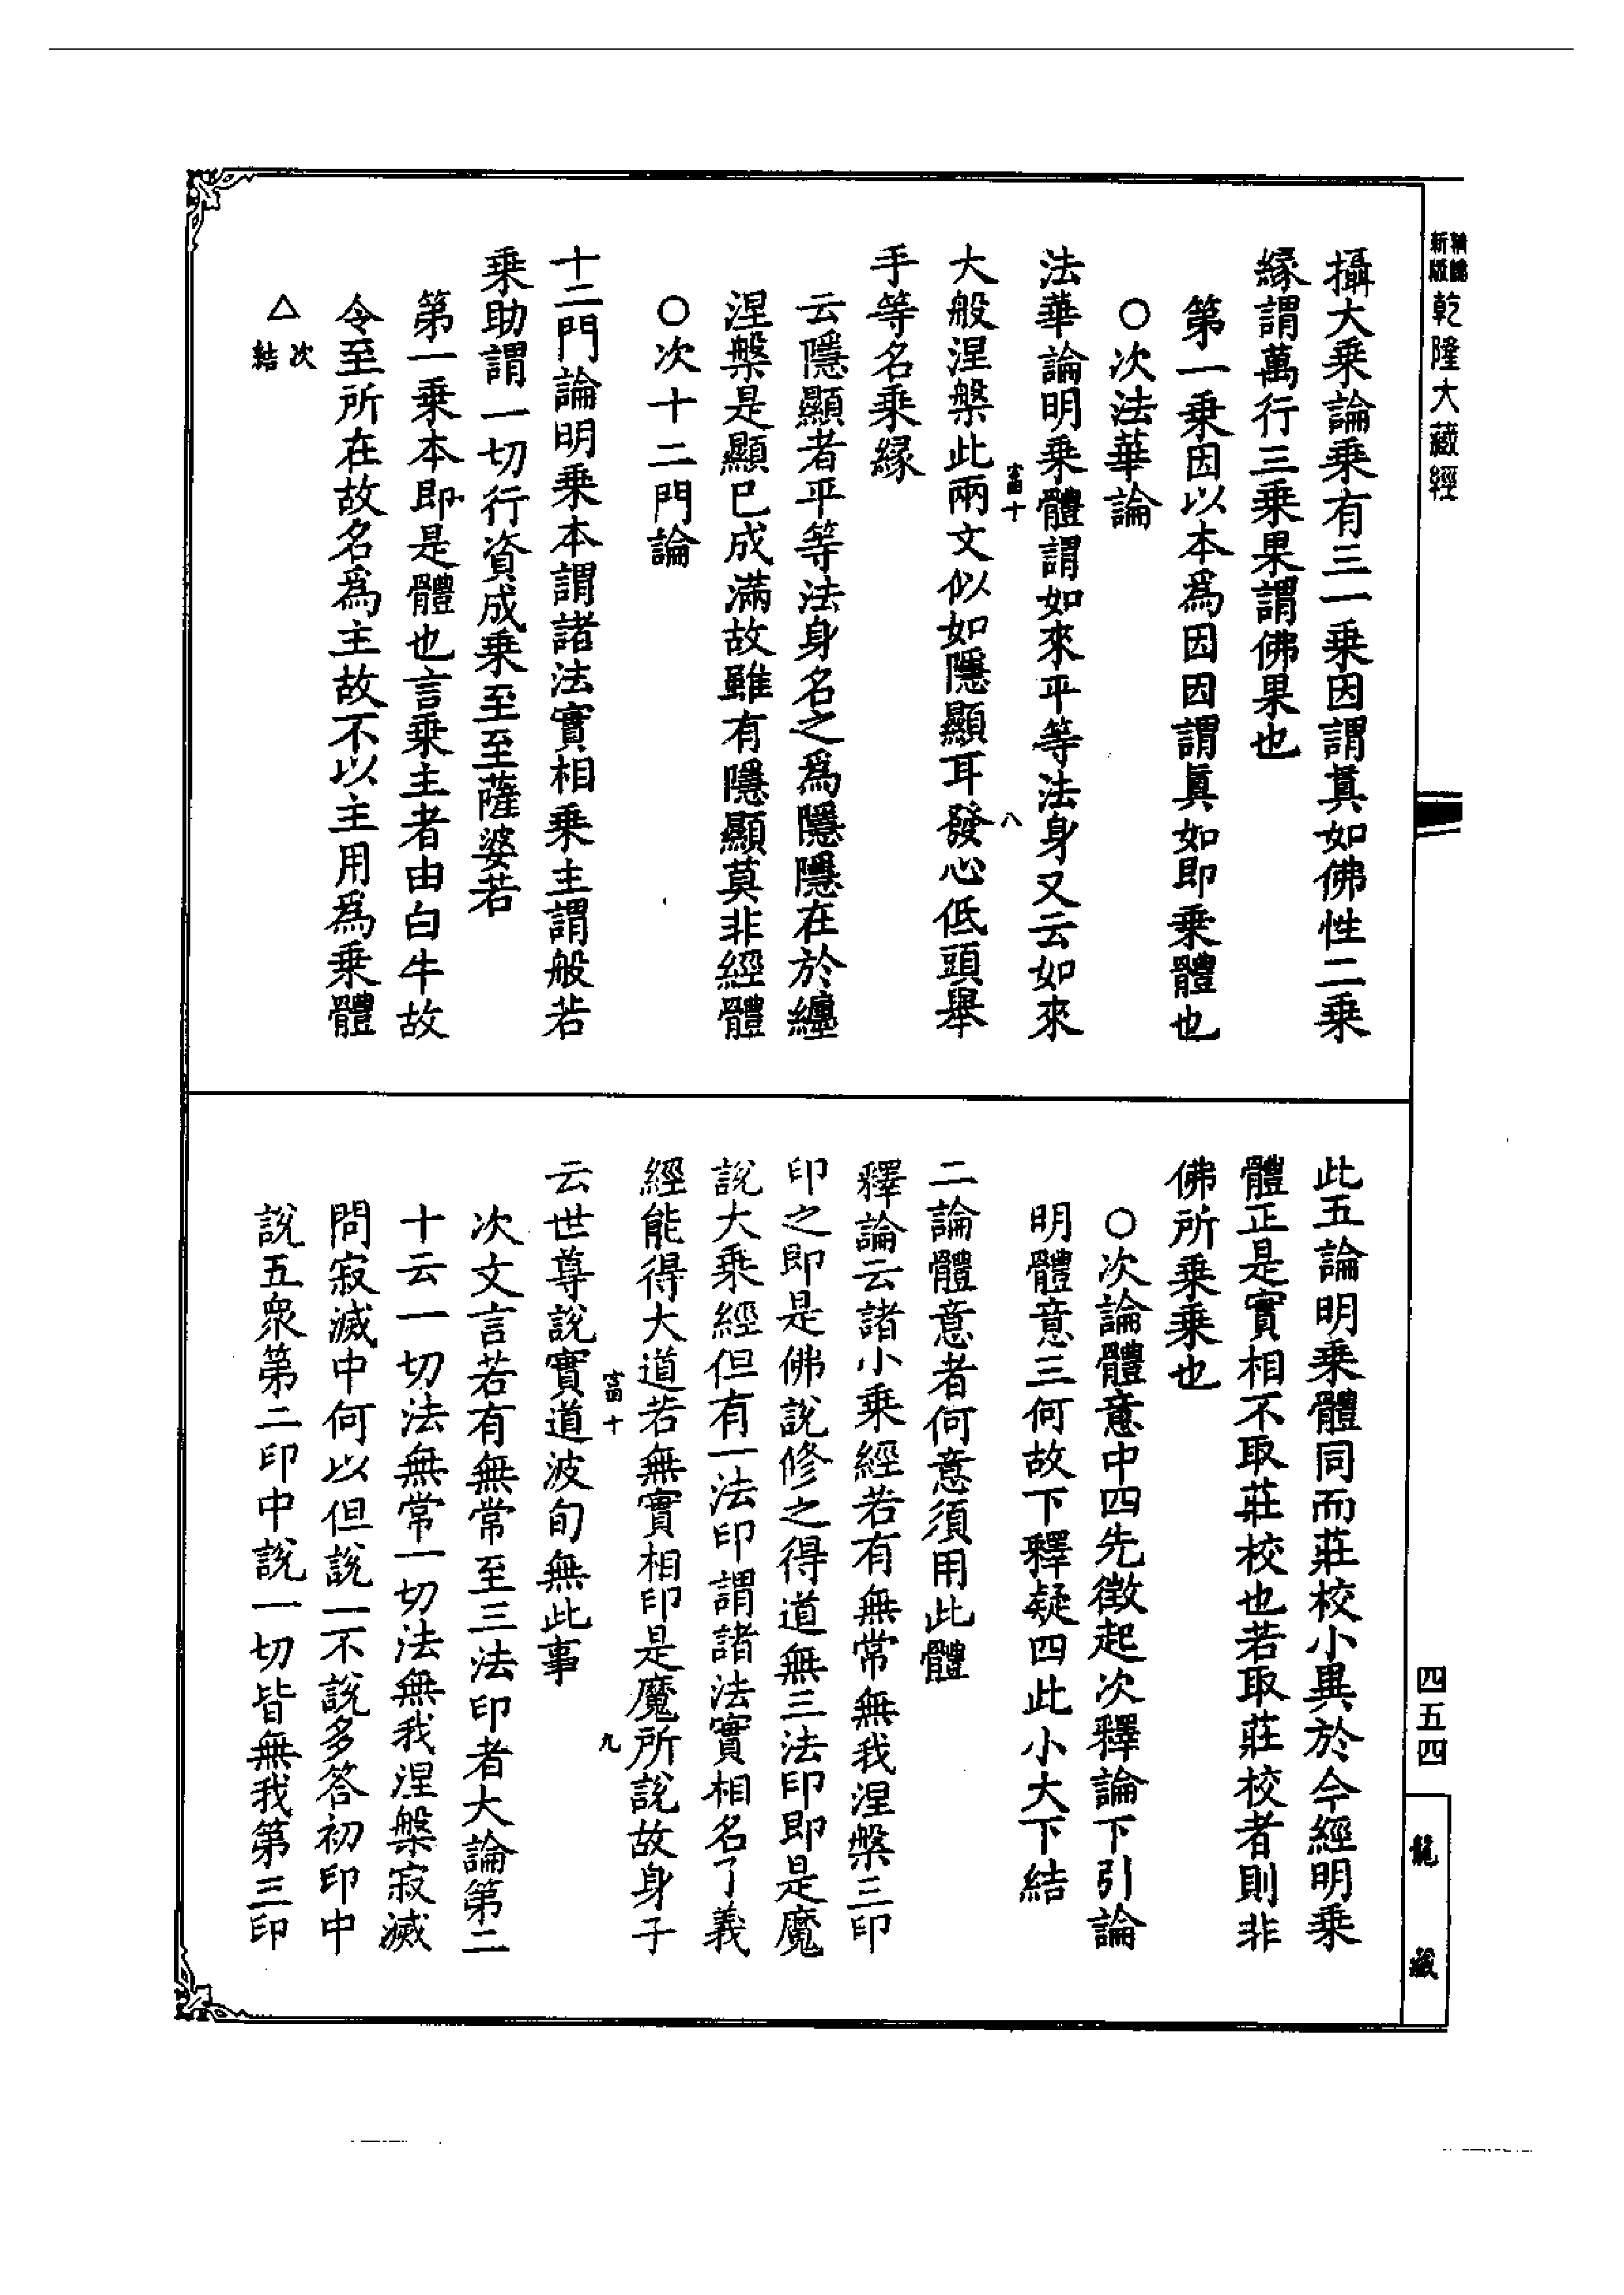 新版
精縮
乾隆大藏經
攝大乘論乘有三一乘因謂眞如佛性二乘
緣謂萬行三乘果謂佛果也
第一乘因以本爲因因謂眞如即乘體也
○次法華論
法華論明乘體謂如來平等法身又云如來
富十
八
大般涅槃此兩文似如隱顯耳發心低頭舉
手等名乘緣
云隱顯者平等法身名之爲隱隱在於纏
涅槃是顯已成滿故雖有隱顯莫非經體
○次十二門論
十二門論明乘本謂諸法實相乘主謂般若
乘助謂一切行資成乘至至薩婆若
第一乘本即是體也言乘主者由白牛故
令至所在故名爲主故不以主用爲乘體
△次結
此五論明乘體同而莊校小異於今經明乘
體正是實相不取莊校也若取莊校者則非
佛所乘乘也
○次論體意中四先徵起次釋論下引論
明體意三何故下釋疑四此小大下結
二論體意者何意須用此體
釋論云諸小乘經若有無常無我涅槃三印
印之即是佛說修之得道無三法印即是魔
說大乘經但有一法印謂諸法實相名了義
經能得大道若無實相印是魔所說故身子
富十
九
云世尊說實道波旬無此事
次文言若有無常至三法印者大論第二
十云一切法無常一切法無我涅槃寂滅
問寂滅中何以但說一不說多答初印中
說五眾第二印中說一切皆無我第三印
四五四
龍藏